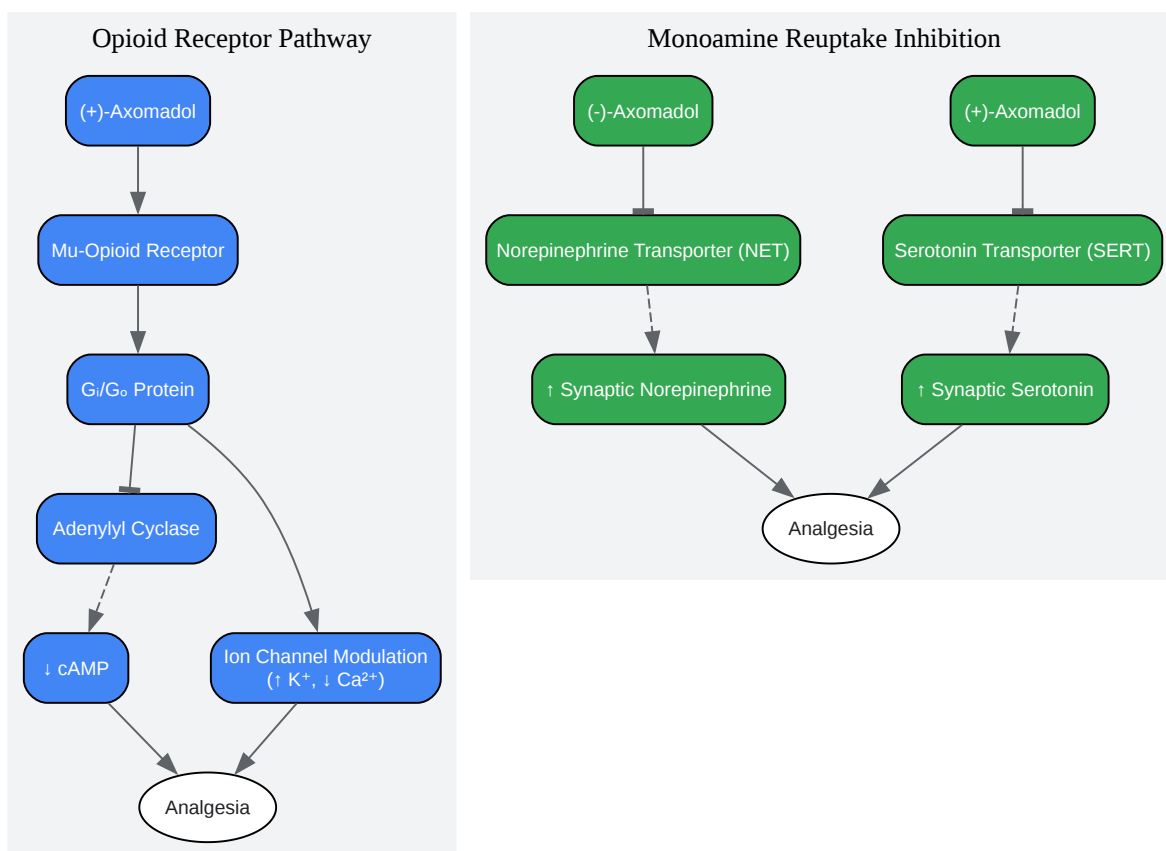 Opioid Receptor Pathway
(+)-Axomadol
Mu-Opioid Receptor
Gᵢ/Gₒ Protein
Adenylyl Cyclase
↓ cAMP
Ion Channel Modulation
(↑ K⁺, ↓ Ca²⁺)
Analgesia
Monoamine Reuptake Inhibition
(-)-Axomadol
(+)-Axomadol
Norepinephrine Transporter (NET)
Serotonin Transporter (SERT)
↑ Synaptic Norepinephrine
↑ Synaptic Serotonin
Analgesia